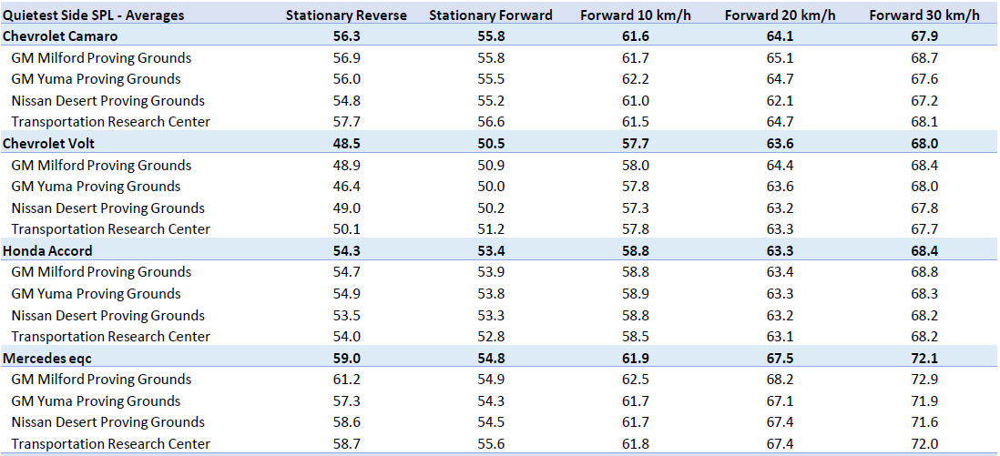 Quietest Side SPL - Averages Stationary Reverse Stationary Forward Forward 10 km/h Forward 20 km/h Forward 30 km/h
Chevrolet Camaro 56.3 55.8 61.6 64.1 67.9
GM Milford Proving Grounds 56.9 55.8 61.7 65.1 68.7
GM Yuma Proving Grounds 56.0 55.5 62.2 64.7 67.6
Nissan Desert Proving Grounds 54.8 55.2 61.0 62.1 67.2
Transportation Research Center 57.7 56.6 61.5 64.7 68.1
Chevrolet Volt 48.5 50.5 57.7 63.6 68.0
GM Milford Proving Grounds 48.9 50.9 58.0 64.4 68.4
GM Yuma Proving Grounds 46.4 50.0 57.8 63.6 68.0
Nissan Desert Proving Grounds 49.0 50.2 57.3 63.2 67.8
Transportation Research Center 50.1 51.2 57.8 63.3 67.7
Honda Accord 54.3 53.4 58.8 63.3 68.4
GM Milford Proving Grounds 54.7 53.9 58.8 63.4 68.8
GM Yuma Proving Grounds 54.9 53.8 58.9 63.3 68.3
Nissan Desert Proving Grounds 53.5 53.3 58.8 63.2 68.2
Transportation Research Center 54.0 52.8 58.5 63.1 68.2
Mercedes eqc 59.0 54.8 61.9 67.5 72.1
GM Milford Proving Grounds 61.2 54.9 62.5 68.2 72.9
GM Yuma Proving Grounds 57.3 54.3 61.7 67.1 71.9
Nissan Desert Proving Grounds 58.6 54.5 61.7 67.4 71.6
Transportation Research Center 58.7 55.6 61.8 67.4 72.0